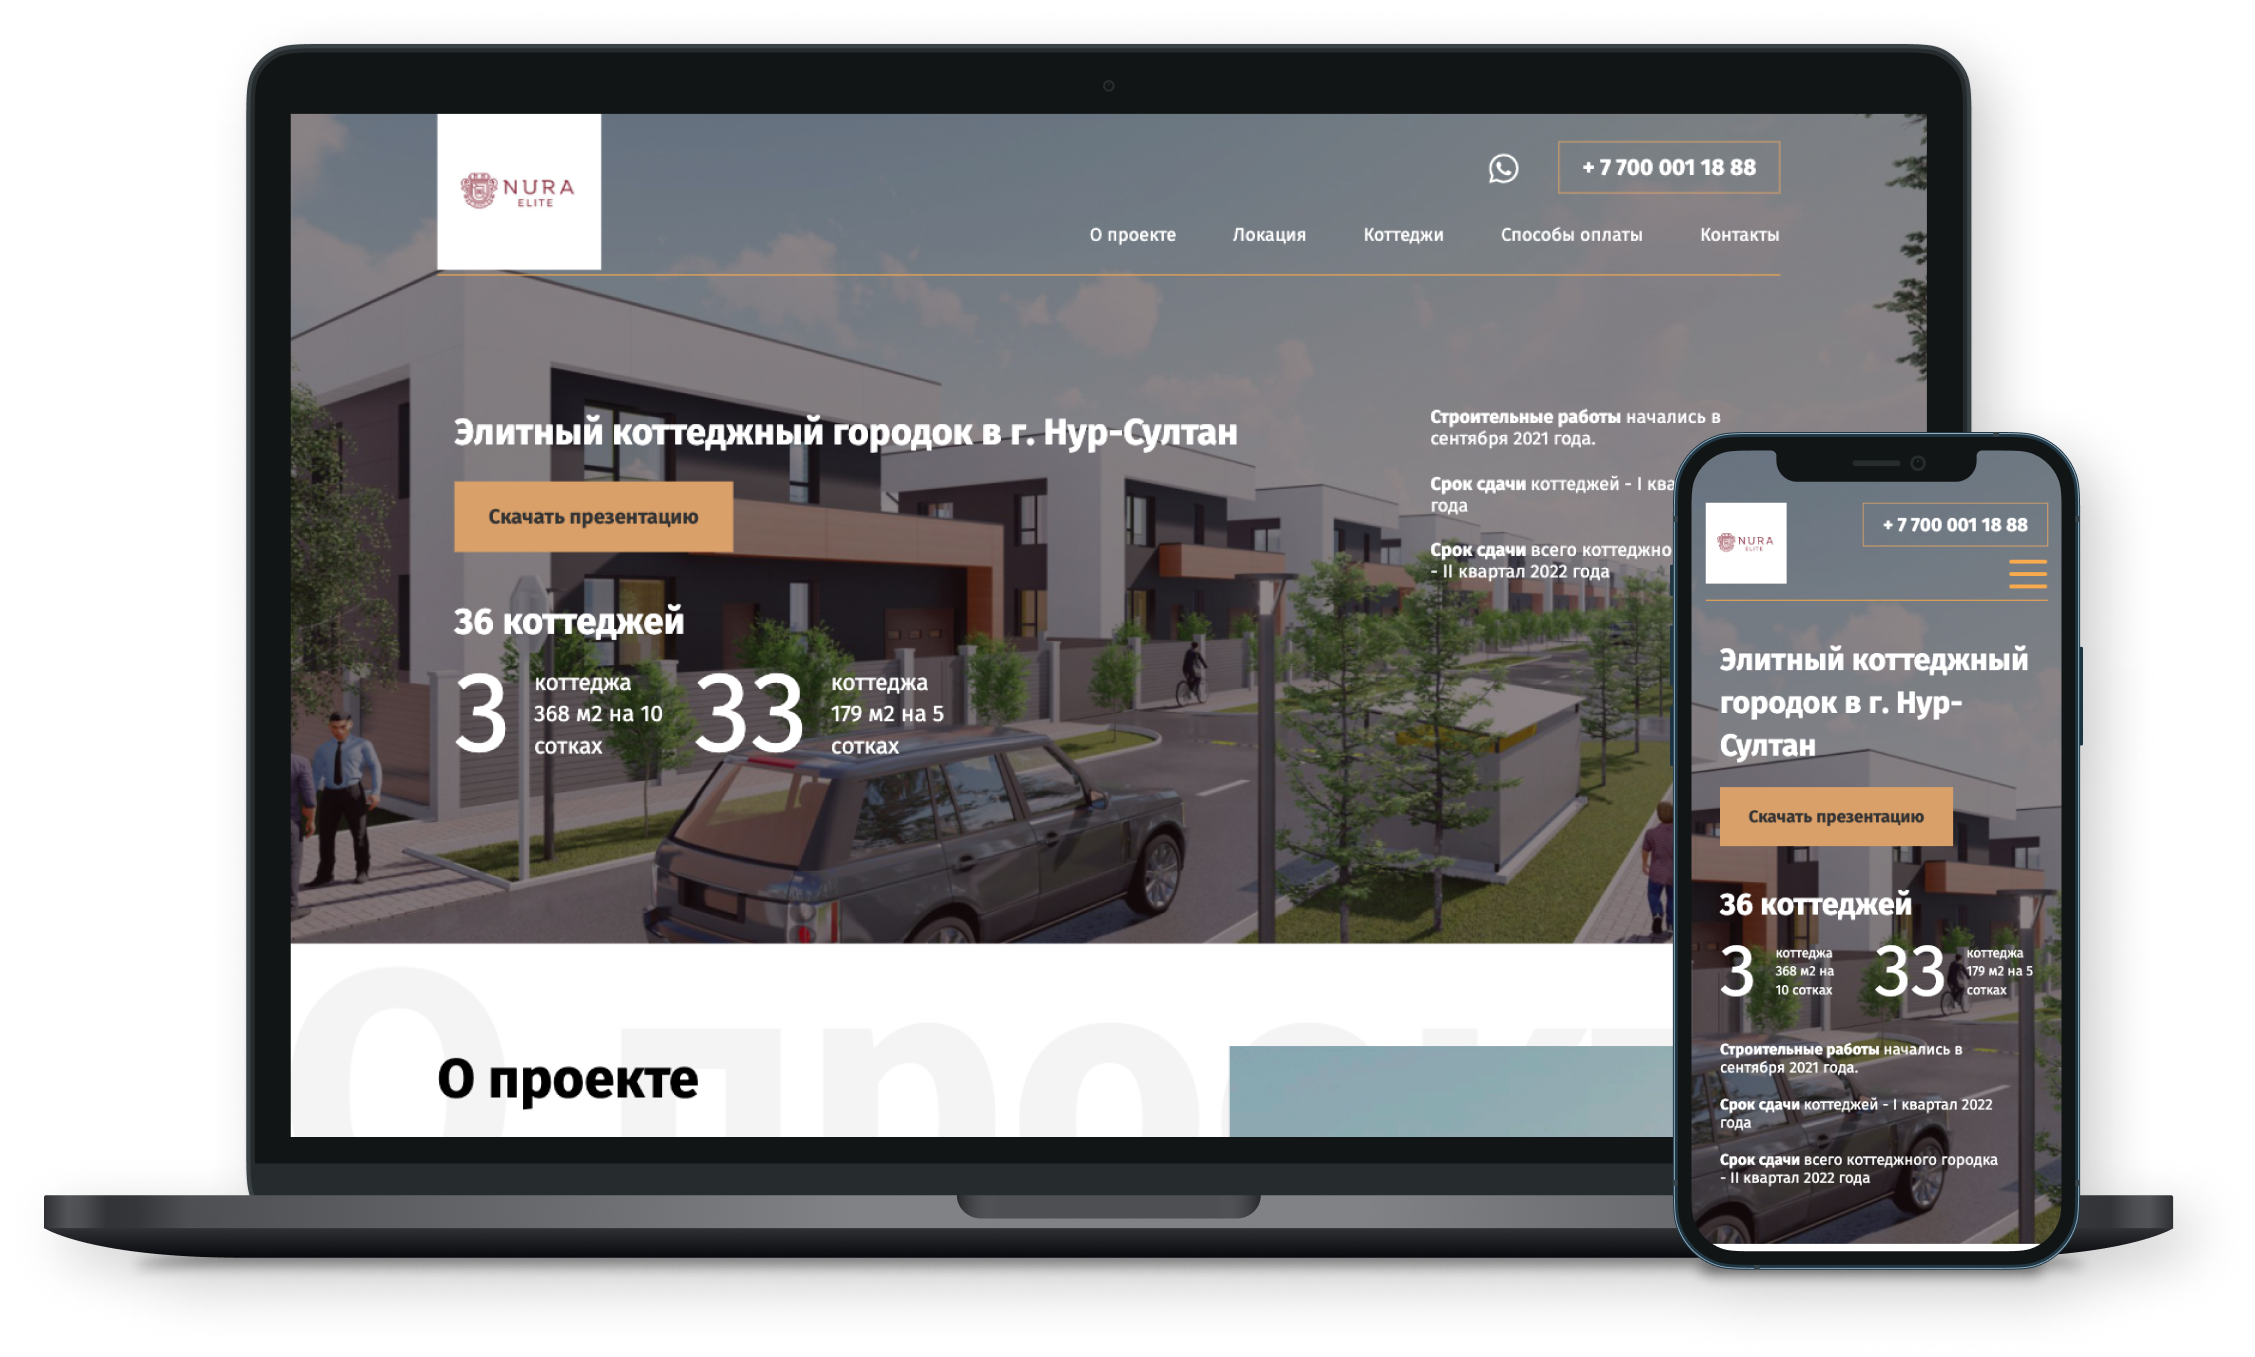 NURA
ELITE
+ 7 700 001 18 88
О проекте
Локация
Коттеджи
Способы оплаты
Контакты
Элитный коттеджный городок в г. Нур-Султан
Скачать презентацию
36 коттеджей
3
коттеджа
368 м2 на 10
сотках
33
коттеджа
179 м2 на 5
сотках
Строительные работы начались в
сентября 2021 года.
Срок сдачи коттеджей - I ква
года
Срок сдачи всего коттеджно
- II квартал 2022 года
О проек
О проекте
NURA
ELITE
+ 7 700 001 18 88
Элитный коттеджный
городок в г. Нур-
Султан
Скачать презентацию
36 коттеджей
3
коттеджа
368 м2 на
10 сотках
33
коттеджа
179 м2 на 5
сотках
Строительные работы начались в
сентября 2021 года.
Срок сдачи коттеджей - I квартал 2022
года
Срок сдачи всего коттеджного городка
- II квартал 2022 года